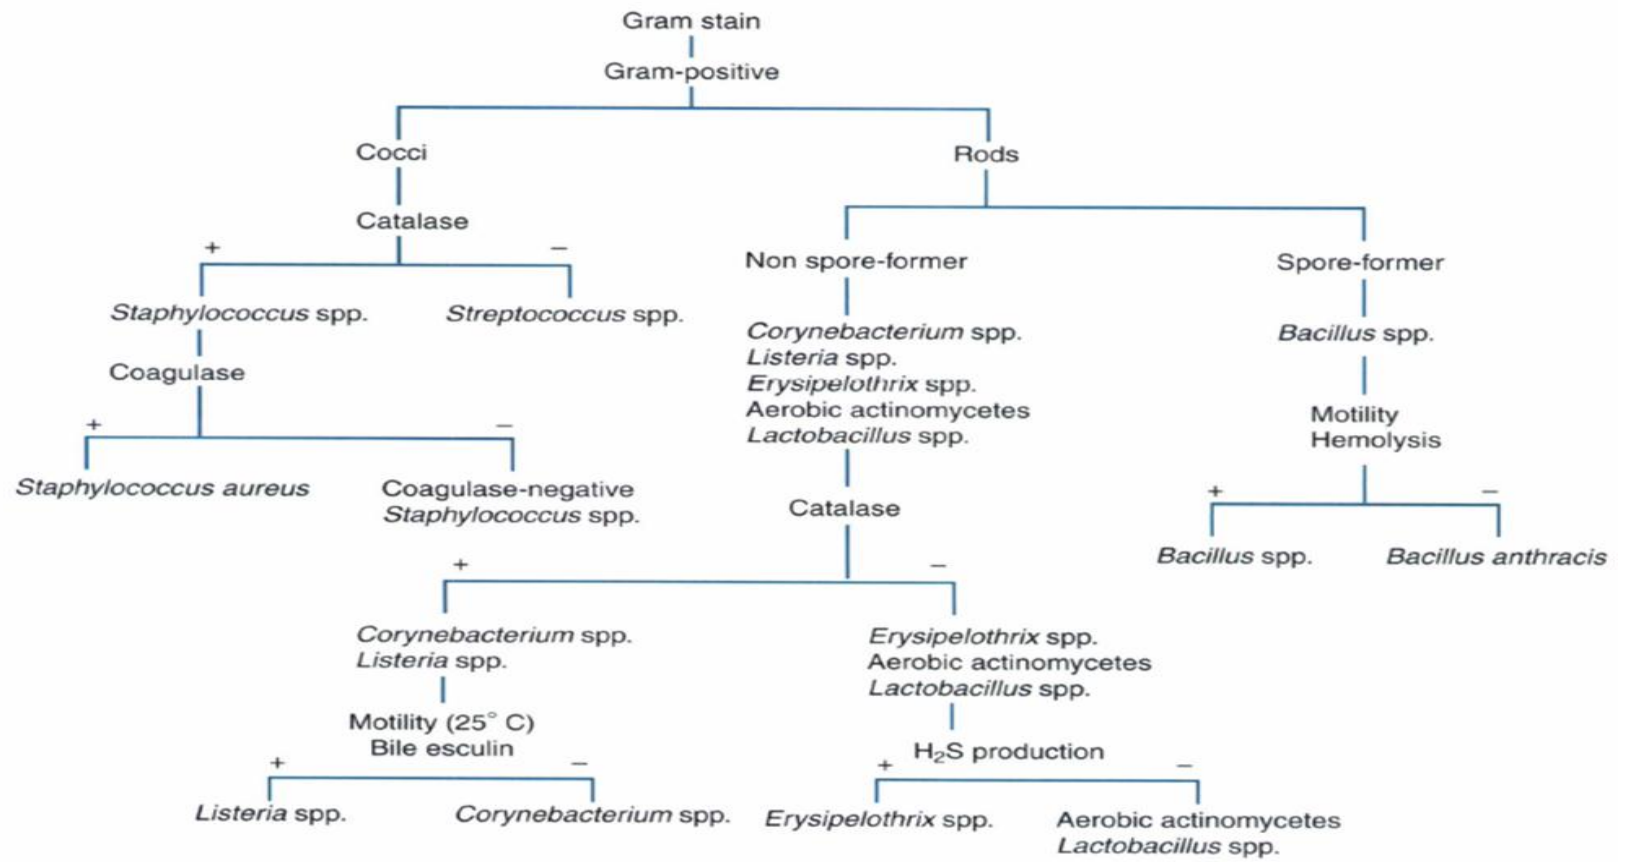 Gram stain
Gram-positive
Cocci
Rods
Catalase
+
−
Non spore-former
Spore-former
Staphylococcus spp.
Streptococcus spp.
Corynebacterium spp.
Listeria spp.
Erysipelothrix spp.
Aerobic actinomycetes
Lactobacillus spp.
Bacillus spp.
Coagulase
+
−
Motility
Hemolysis
+
−
Staphylococcus aureus
Coagulase-negative
Staphylococcus spp.
Catalase
+
−
Bacillus spp.
Bacillus anthracis
Corynebacterium spp.
Listeria spp.
Erysipelothrix spp.
Aerobic actinomycetes
Lactobacillus spp.
Motility (25° C)
Bile esculin
+
−
H₂S production
+
−
Listeria spp.
Corynebacterium spp.
Erysipelothrix spp.
Aerobic actinomycetes
Lactobacillus spp.